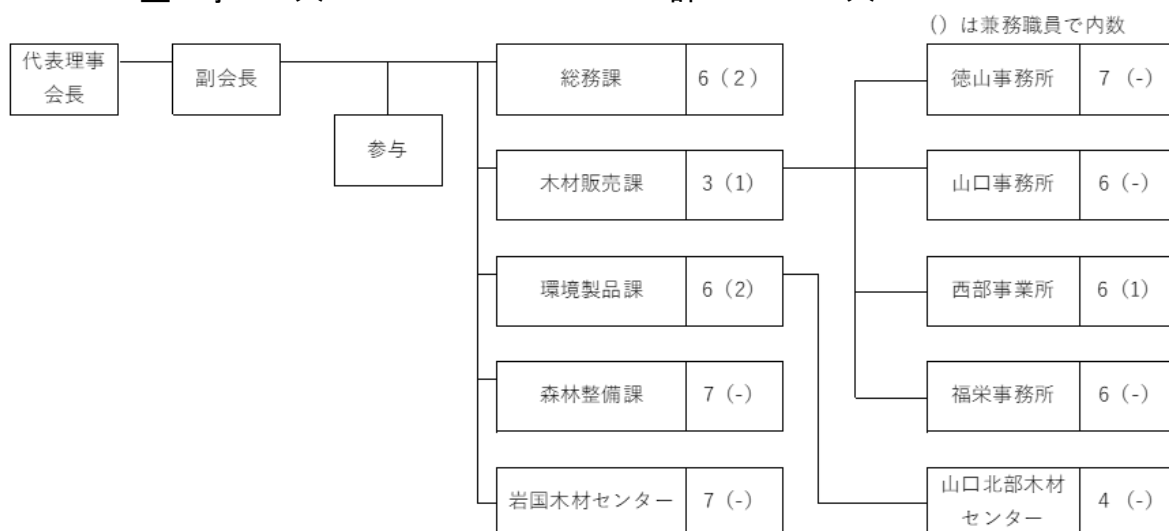 ()は兼務職員で内数
代表理事
会長
副会長
参与
総務課 6(2)
木材販売課 3(1)
環境製品課 6(2)
森林整備課 7(-)
岩国木材センター 7(-)
徳山事務所 7(-)
山口事務所 6(-)
西部事業所 6(1)
福栄事務所 6(-)
山口北部木材
センター 4(-)